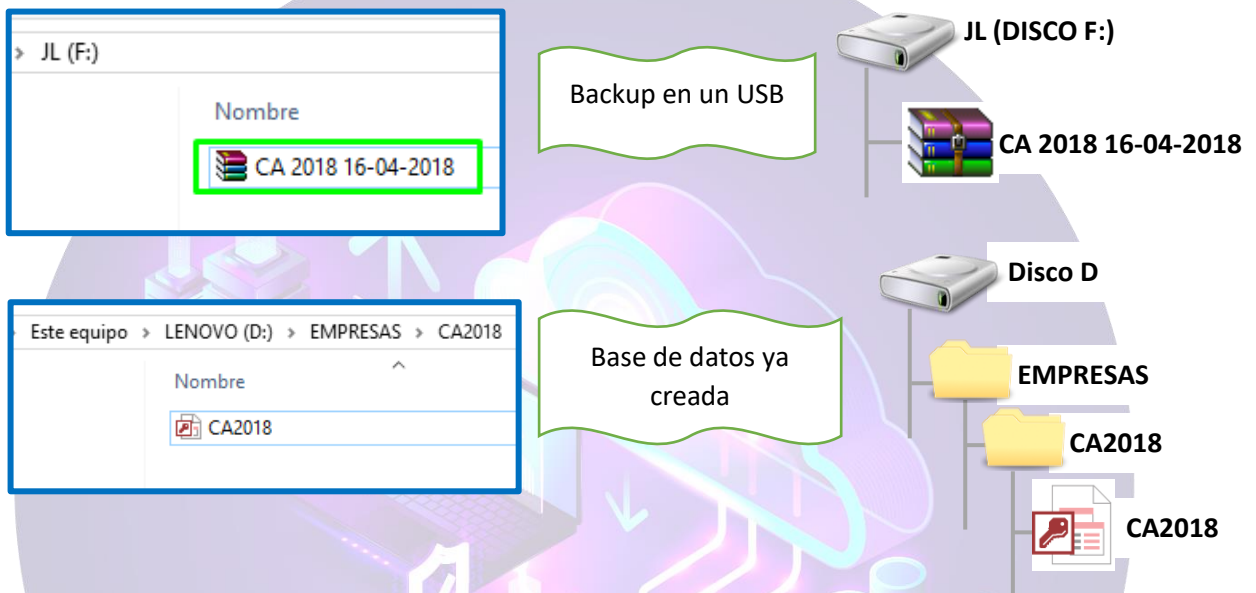 JL (F:)
Nombre
CA 2018 16-04-2018
Backup en un USB
JL (DISCO F:)
CA 2018 16-04-2018
Este equipo > LENOVO (D:) > EMPRESAS > CA2018
Nombre
CA2018
Base de datos ya
creada
Disco D
EMPRESAS
CA2018
CA2018